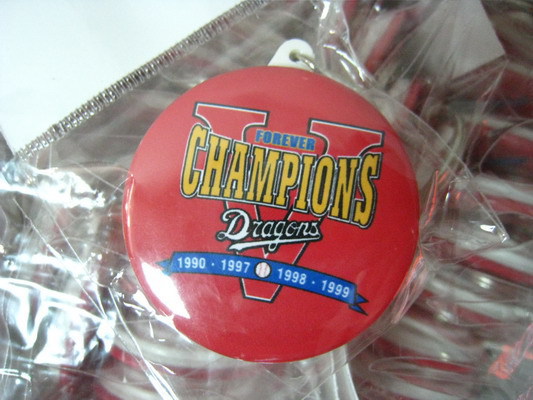 V
FOREVER
CHAMPIONS
Dragons
1990 · 1997 1998 · 1999